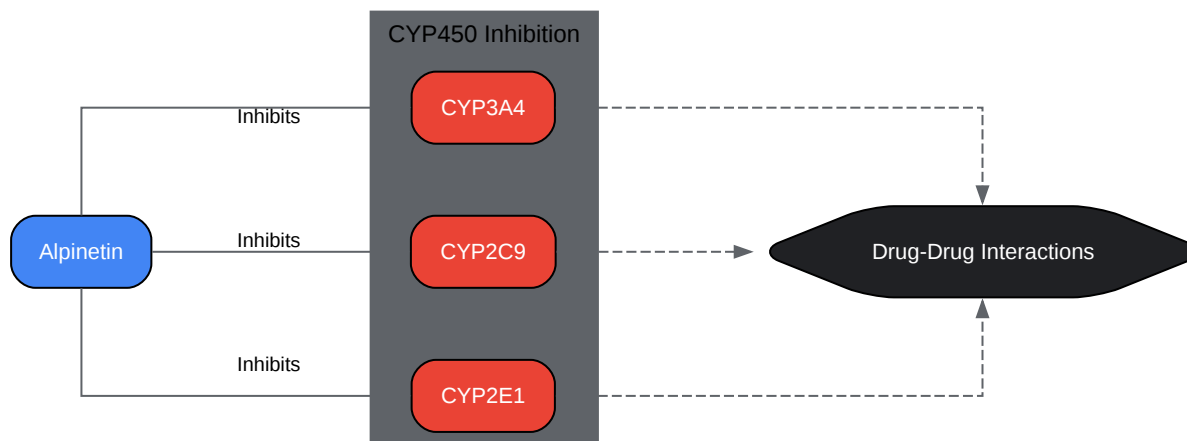 CYP450 Inhibition
CYP3A4
Inhibits
Alpinetin
Inhibits
CYP2C9
Drug-Drug Interactions
Inhibits
CYP2E1